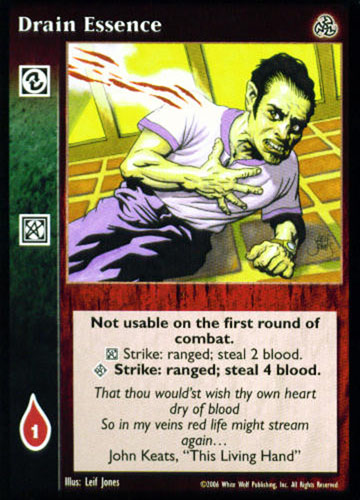 Drain Essence
Not usable on the first round of
combat.
Strike: ranged; steal 2 blood.
Strike: ranged; steal 4 blood.
That thou would'st wish thy own heart
dry of blood
So in my veins red life might stream
again…
John Keats, "This Living Hand"
1
Illus: Leif Jones
©2006 White Wolf Publishing, Inc. All Rights Reserved.